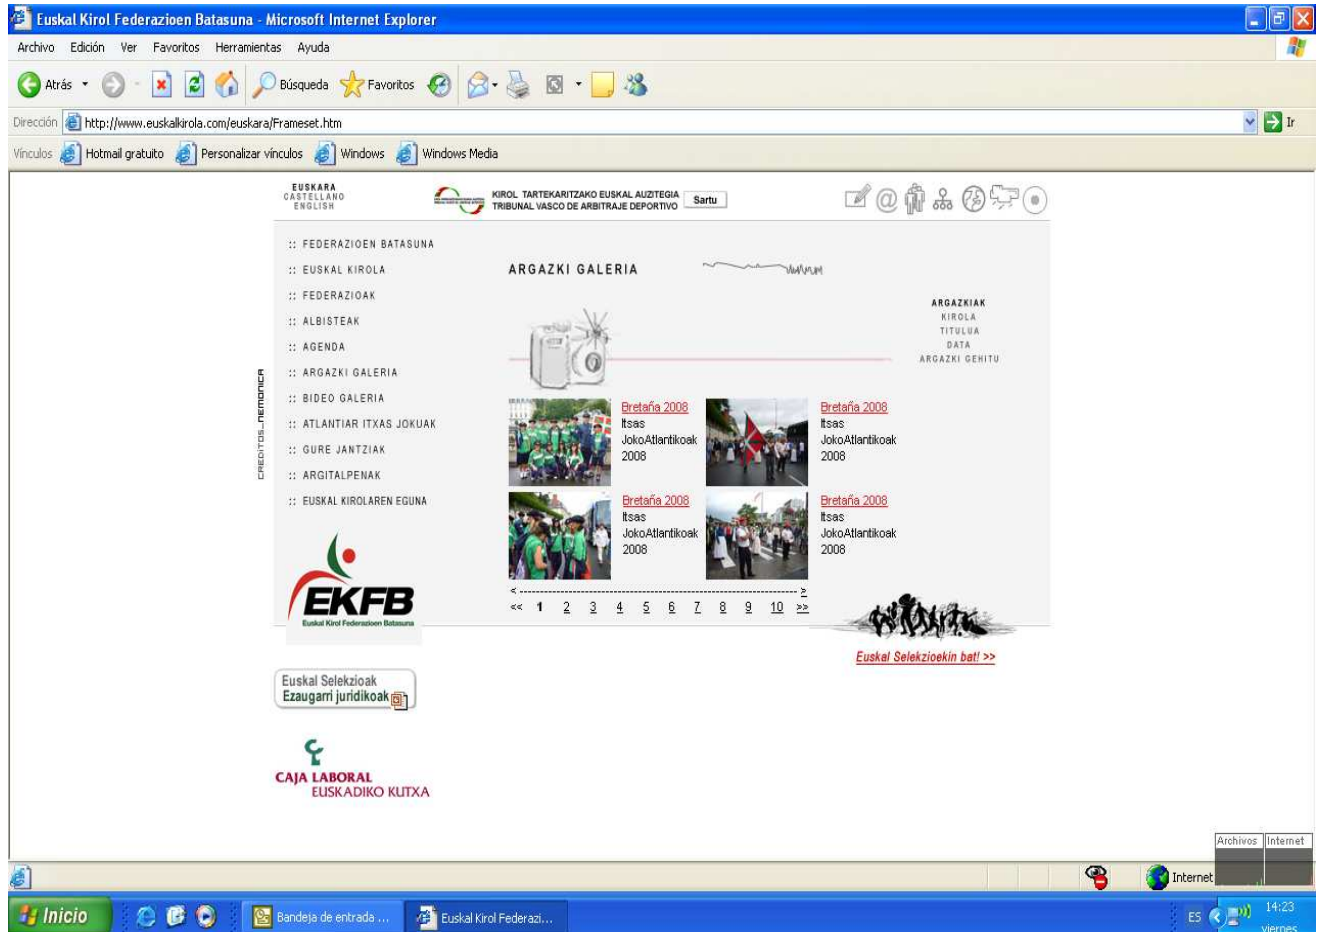 Euskal Kirol Federazioen Batasuna - Microsoft Internet Explorer
Archivo Edición Ver Favoritos Herramientas Ayuda
Atrás Búsqueda Favoritos
Dirección http://www.euskalkirola.com/euskara/Frameset.htm Ir
Vínculos Hotmail gratuito Personalizar vínculos Windows Windows Media
EUSKARA
CASTELLANO
ENGLISH
KIROL TARTEKARITZAKO EUSKAL AUZITEGIA
TRIBUNAL VASCO DE ARBITRAJE DEPORTIVO
Sartu
:: FEDERAZIOEN BATASUNA
:: EUSKAL KIROLA
:: FEDERAZIOAK
:: ALBISTEAK
:: AGENDA
:: ARGAZKI GALERIA
:: BIDEO GALERIA
:: ATLANTIAR ITXAS JOKUAK
:: GURE JANTZIAK
:: ARGITALPENAK
:: EUSKAL KIROLAREN EGUNA
CREDITOS_nemonica
ARGAZKI GALERIA
ARGAZKIAK
KIROLA
TITULUA
DATA
ARGAZKI GEHITU
Bretaña 2008
Itsas
JokoAtlantikoak
2008
Bretaña 2008
Itsas
JokoAtlantikoak
2008
Bretaña 2008
Itsas
JokoAtlantikoak
2008
Bretaña 2008
Itsas
JokoAtlantikoak
2008
< ------------------------------------------------------------------ >
<< 1 2 3 4 5 6 7 8 9 10 >>
EKFB
Euskal Kirol Federazioen Batasuna
Euskal Selekzioekin bat! >>
Euskal Selekzioak
Ezaugarri juridikoak
CAJA LABORAL
EUSKADIKO KUTXA
Archivos Internet
Internet
Inicio Bandeja de entrada ... Euskal Kirol Federazi... ES 14:23
viernes